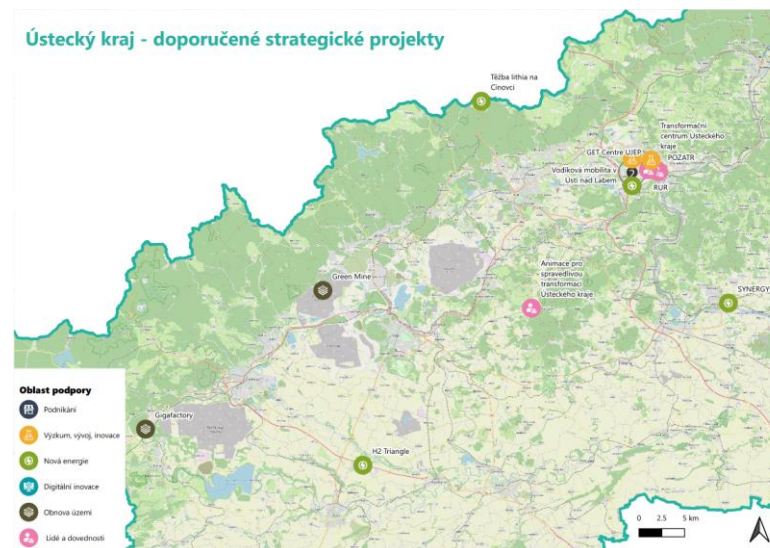 Ústecký kraj - doporučené strategické projekty
Těžba lithia na
Cínovci
Transformační
centrum Ústeckého
kraje
GET Centre UJEP
POZATR
Vodíková mobilita v
Ústí nad Labem
RUR
Green Mine
Animace pro
spravedlivou
transformaci
Ústeckého kraje
SYNERGY
Gigafactory
H2 Triangle
Oblast podpory
Podnikání
Výzkum, vývoj, inovace
Nová energie
Digitální inovace
Obnova území
Lidé a dovednosti
0 2.5 5 km